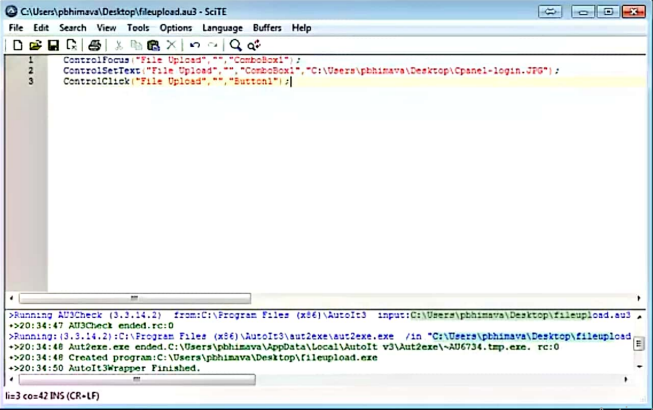 C:\Users\pbhimava\Desktop\fileupload.au3 - SciTE
File Edit Search View Tools Options Language Buffers Help
1 ControlFocus("File Upload","","ComboBox1");
2 ControlSetText("File Upload","","ComboBox1","C:\Users\pbhimava\Desktop\Cpanel-login.JPG");
3 ControlClick("File Upload","","Button1");
>Running AU3Check (3.3.14.2) from:C:\Program Files (x86)\AutoIt3 input:C:\Users\pbhimava\Desktop\fileupload.au3
+>20:34:47 AU3Check ended.rc:0
>Running:(3.3.14.2):C:\Program Files (x86)\AutoIt3\aut2exe\aut2exe.exe /in "C:\Users\pbhimava\Desktop\fileupload
+>20:34:48 Aut2exe.exe ended.C:\Users\pbhimava\AppData\Local\AutoIt v3\Aut2exe\~AU6734.tmp.exe. rc:0
+>20:34:48 Created program:C:\Users\pbhimava\Desktop\fileupload.exe
+>20:34:50 AutoIt3Wrapper Finished.
li=3 co=42 INS (CR+LF)